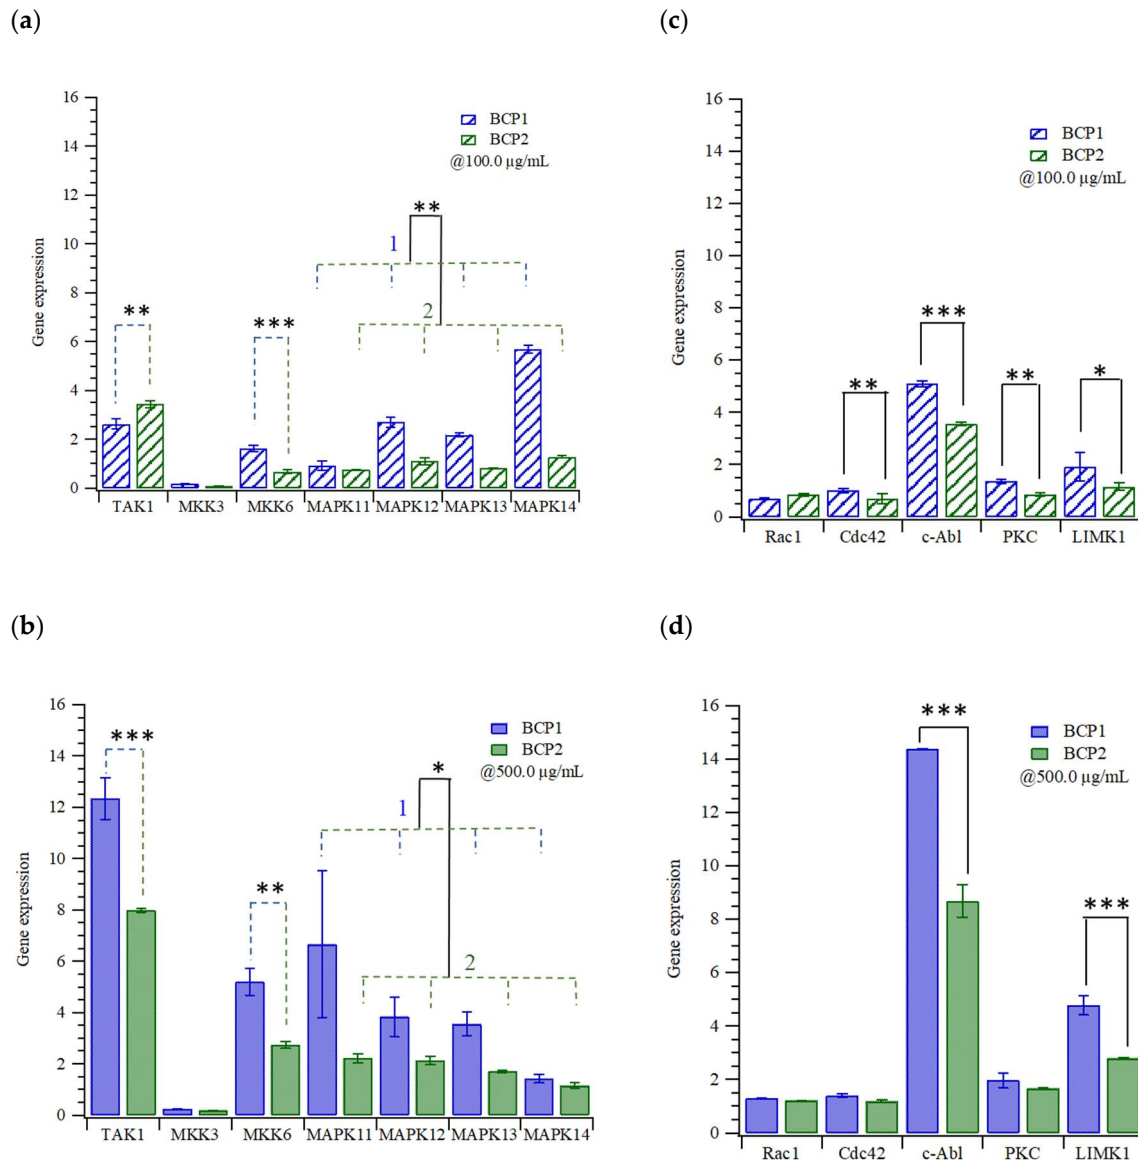 (a)
16
14
12
10
8
6
4
2
0
Gene expression
BCP1
BCP2
@100.0 µg/mL
**
***
**
1
2
TAK1 MKK3 MKK6 MAPK11 MAPK12 MAPK13 MAPK14
(c)
16
14
12
10
8
6
4
2
0
Gene expression
BCP1
BCP2
@100.0 µg/mL
**
***
**
*
Rac1 Cdc42 c-Abl PKC LIMK1
(b)
16
14
12
10
8
6
4
2
0
Gene expression
BCP1
BCP2
@500.0 µg/mL
***
**
*
1
2
TAK1 MKK3 MKK6 MAPK11 MAPK12 MAPK13 MAPK14
(d)
16
14
12
10
8
6
4
2
0
Gene expression
BCP1
BCP2
@500.0 µg/mL
***
***
Rac1 Cdc42 c-Abl PKC LIMK1